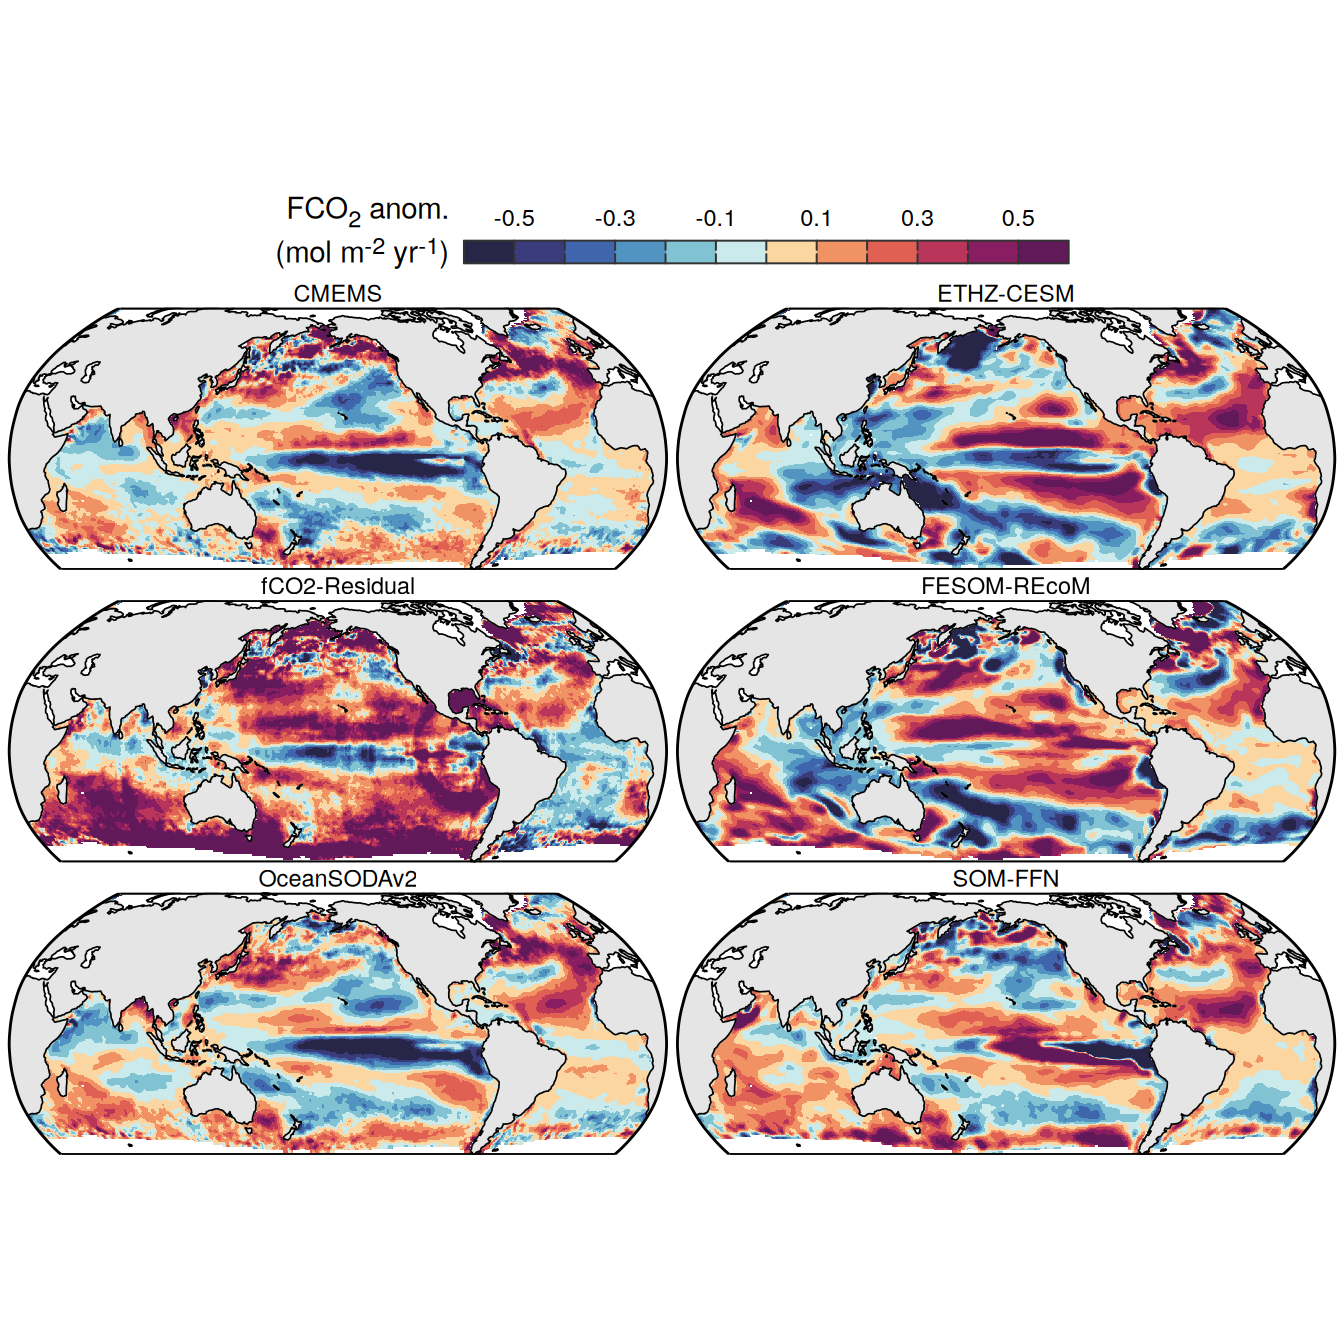 FCO2 anom.
(mol m-2 yr-1)
-0.5 -0.3 -0.1 0.1 0.3 0.5
CMEMS
ETHZ-CESM
fCO2-Residual
FESOM-REcoM
OceanSODAv2
SOM-FFN